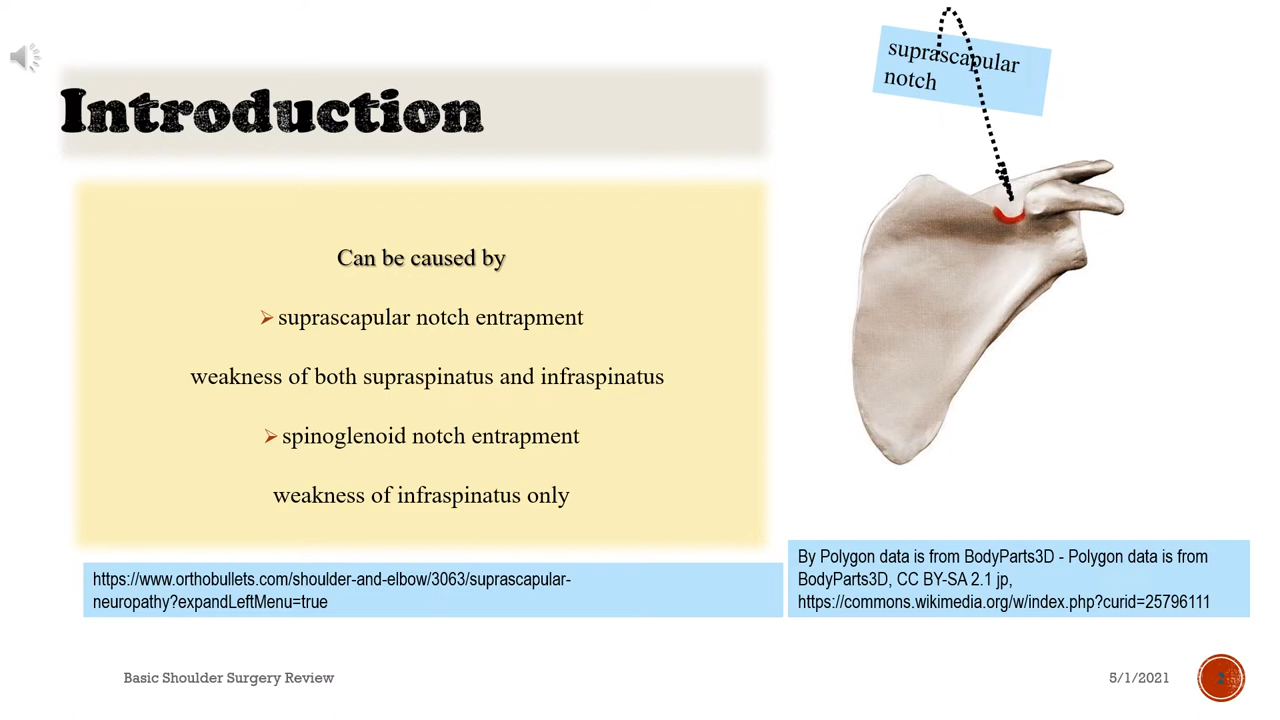 suprascapular
notch
Introduction
Can be caused by
➢ suprascapular notch entrapment
weakness of both supraspinatus and infraspinatus
➢ spinoglenoid notch entrapment
weakness of infraspinatus only
https://www.orthobullets.com/shoulder-and-elbow/3063/suprascapular-
neuropathy?expandLeftMenu=true
By Polygon data is from BodyParts3D - Polygon data is from
BodyParts3D, CC BY-SA 2.1 jp,
https://commons.wikimedia.org/w/index.php?curid=25796111
Basic Shoulder Surgery Review
5/1/2021
2